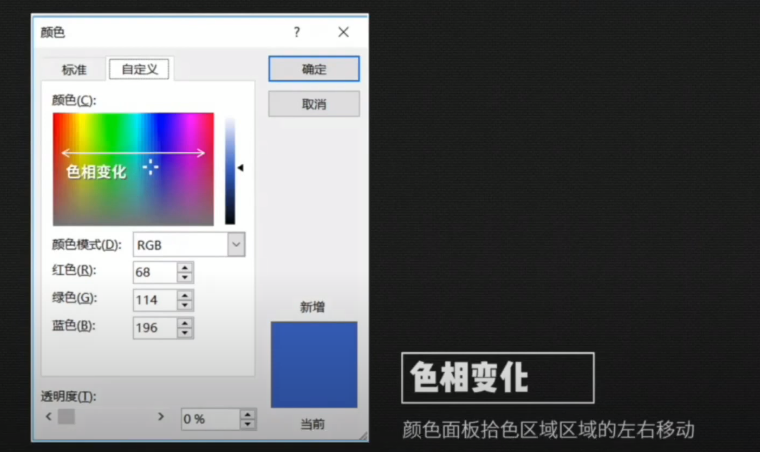 颜色
?
标准
自定义
确定
取消
颜色(C):
色相变化
颜色模式(D):
RGB
红色(R):
68
绿色(G):
114
蓝色(B):
196
新增
当前
透明度(T):
0 %
色相变化
颜色面板拾色区域区域的左右移动